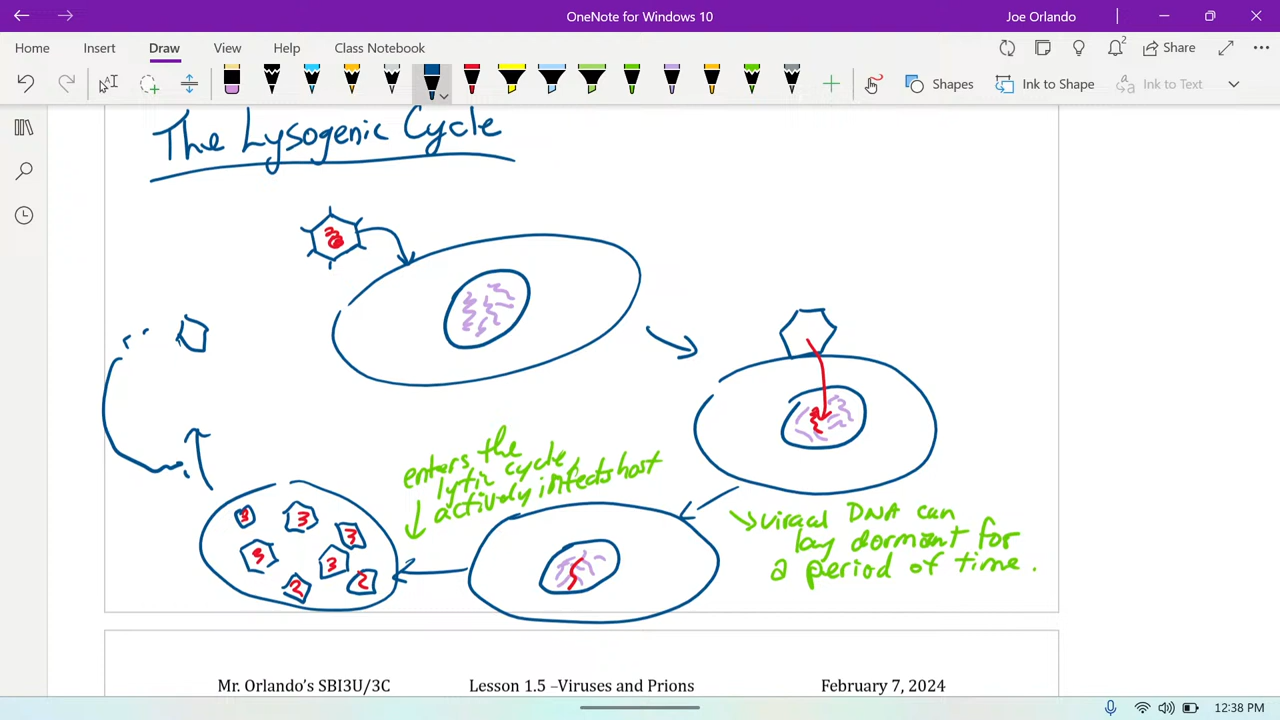 OneNote for Windows 10
Joe Orlando
Home Insert Draw View Help Class Notebook
2
Share
Shapes
Ink to Shape
Ink to Text
The Lysogenic Cycle
enters the
lytic cycle,
actively infects host
viral DNA can
lay dormant for
a period of time.
Mr. Orlando's SBI3U/3C Lesson 1.5 –Viruses and Prions February 7, 2024
12:38 PM